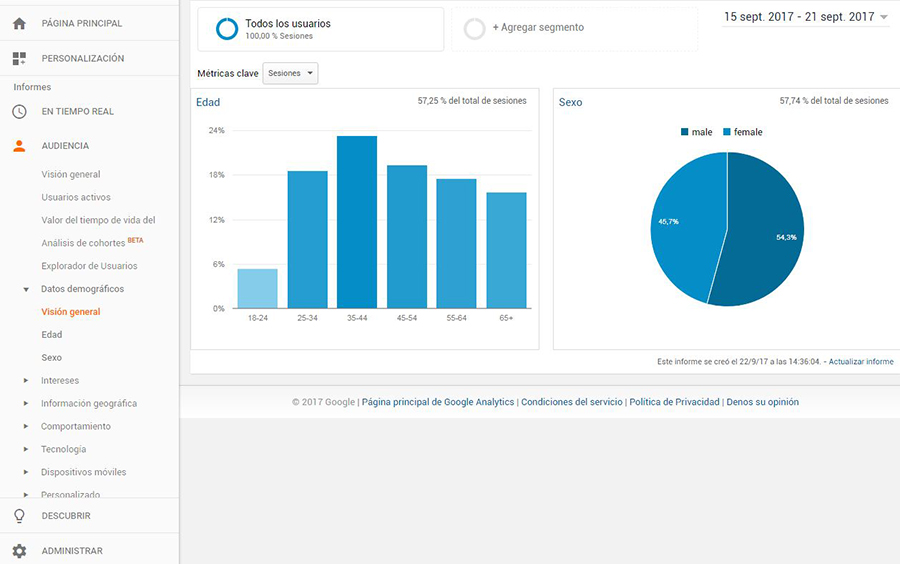 PÁGINA PRINCIPAL
PERSONALIZACIÓN
Informes
EN TIEMPO REAL
AUDIENCIA
Visión general
Usuarios activos
Valor del tiempo de vida del
Análisis de cohortes BETA
Explorador de Usuarios
Datos demográficos
Visión general
Edad
Sexo
Intereses
Información geográfica
Comportamiento
Tecnología
Dispositivos móviles
Personalizado
DESCUBRIR
ADMINISTRAR
Todos los usuarios
100,00 % Sesiones
+ Agregar segmento
15 sept. 2017 - 21 sept. 2017
Métricas clave Sesiones
Edad 57,25 % del total de sesiones
24%
18%
12%
6%
0%
18-24 25-34 35-44 45-54 55-64 65+
Sexo 57,74 % del total de sesiones
male female
45,7%
54,3%
Este informe se creó el 22/9/17 a las 14:36:04. - Actualizar informe
© 2017 Google | Página principal de Google Analytics | Condiciones del servicio | Política de Privacidad | Denos su opinión